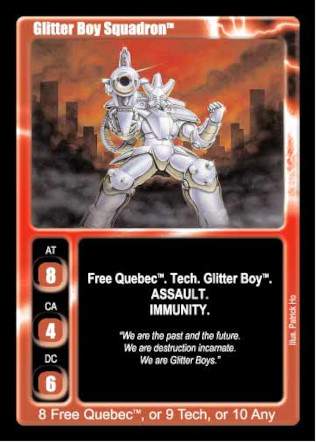 Glitter Boy Squadron™
AT
8
CA
4
DC
6
Free Quebec™. Tech. Glitter Boy™.
ASSAULT.
IMMUNITY.
"We are the past and the future.
We are destruction incarnate.
We are Glitter Boys."
Illus. Patrick Ho
8 Free Quebec™, or 9 Tech, or 10 Any